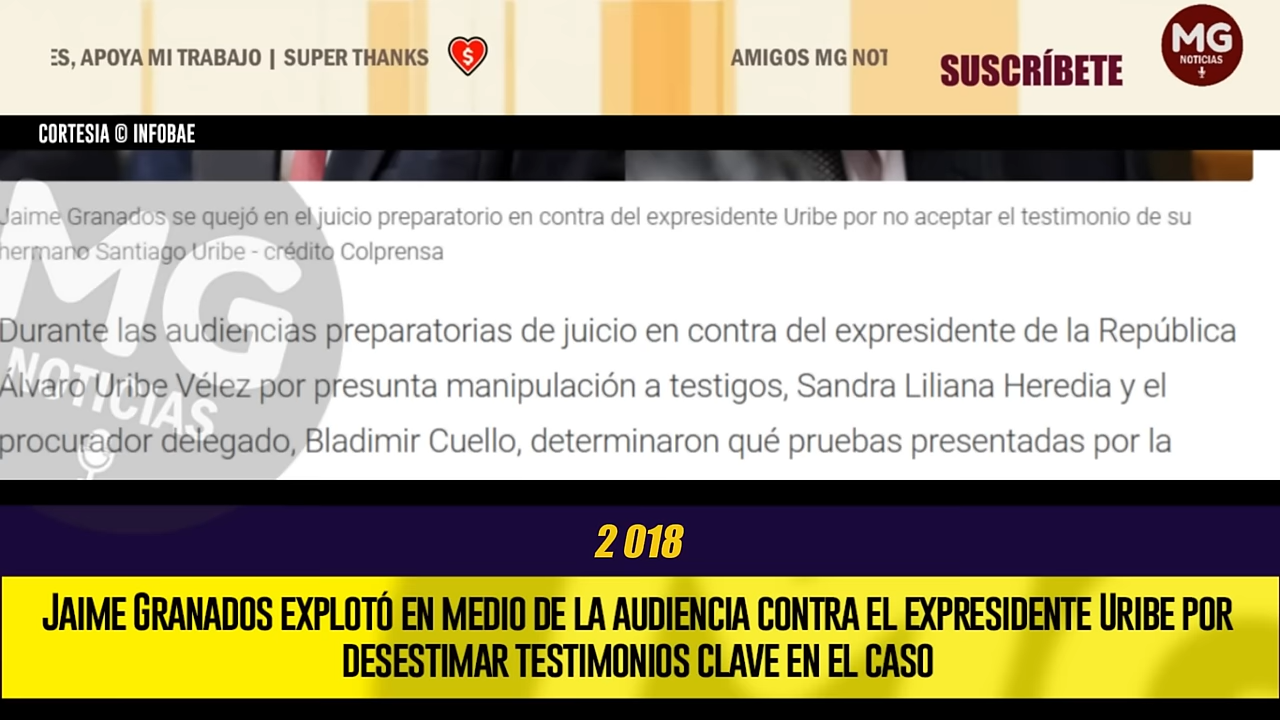 ES, APOYA MI TRABAJO | SUPER THANKS
AMIGOS MG NOT
SUSCRÍBETE
MG
NOTICIAS
CORTESIA © INFOBAE
Jaime Granados se quejó en el juicio preparatorio en contra del expresidente Uribe por no aceptar el testimonio de su
hermano Santiago Uribe - crédito Colprensa
MG
NOTICIAS
Durante las audiencias preparatorias de juicio en contra del expresidente de la República
Álvaro Uribe Vélez por presunta manipulación a testigos, Sandra Liliana Heredia y el
procurador delegado, Bladimir Cuello, determinaron qué pruebas presentadas por la
2 018
JAIME GRANADOS EXPLOTÓ EN MEDIO DE LA AUDIENCIA CONTRA EL EXPRESIDENTE URIBE POR
DESESTIMAR TESTIMONIOS CLAVE EN EL CASO